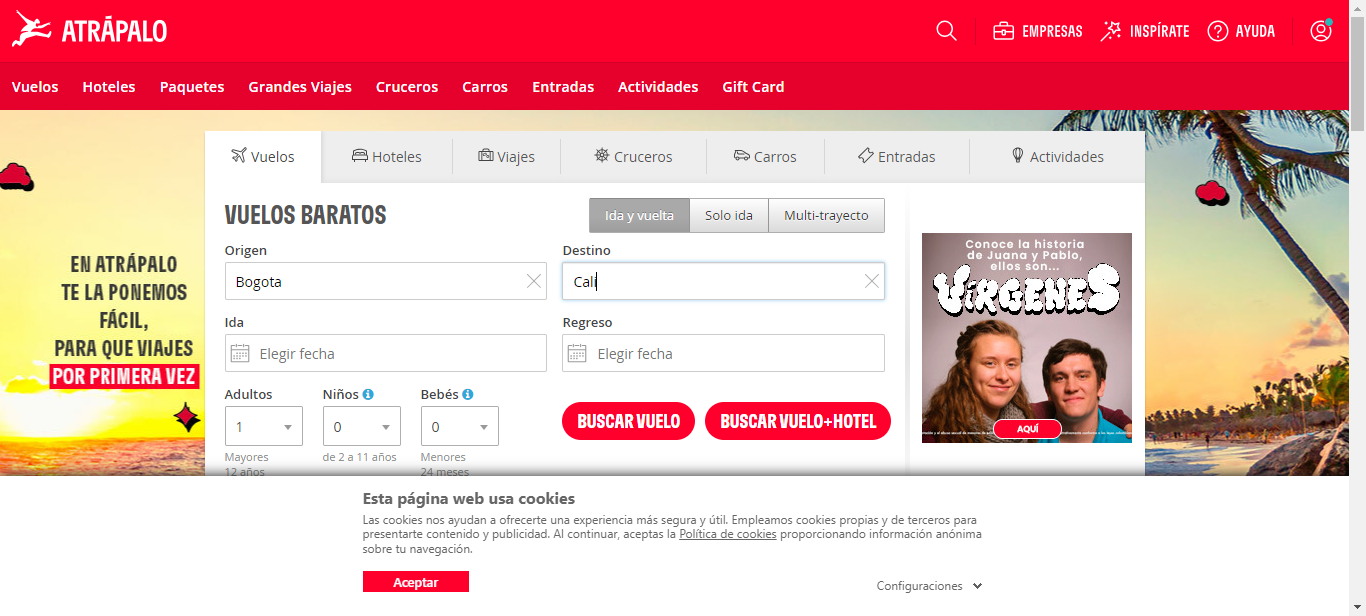 ATRÁPALO
EMPRESAS
INSPÍRATE
AYUDA
Vuelos
Hoteles
Paquetes
Grandes Viajes
Cruceros
Carros
Entradas
Actividades
Gift Card
Vuelos
Hoteles
Viajes
Cruceros
Carros
Entradas
Actividades
EN ATRÁPALO
TE LA PONEMOS
FÁCIL,
PARA QUE VIAJES
POR PRIMERA VEZ
VUELOS BARATOS
Ida y vuelta
Solo ida
Multi-trayecto
Origen
Destino
Bogota
Cali
Ida
Regreso
Elegir fecha
Elegir fecha
Adultos
Niños
Bebés
1
0
0
Mayores
12 años
de 2 a 11 años
Menores
24 meses
BUSCAR VUELO
BUSCAR VUELO+HOTEL
Conoce la historia
de Juana y Pablo,
ellos son...
VÍRGENES
AQUÍ
Esta página web usa cookies
Las cookies nos ayudan a ofrecerte una experiencia más segura y útil. Empleamos cookies propias y de terceros para
presentarte contenido y publicidad. Al continuar, aceptas la Política de cookies proporcionando información anónima
sobre tu navegación.
Aceptar
Configuraciones